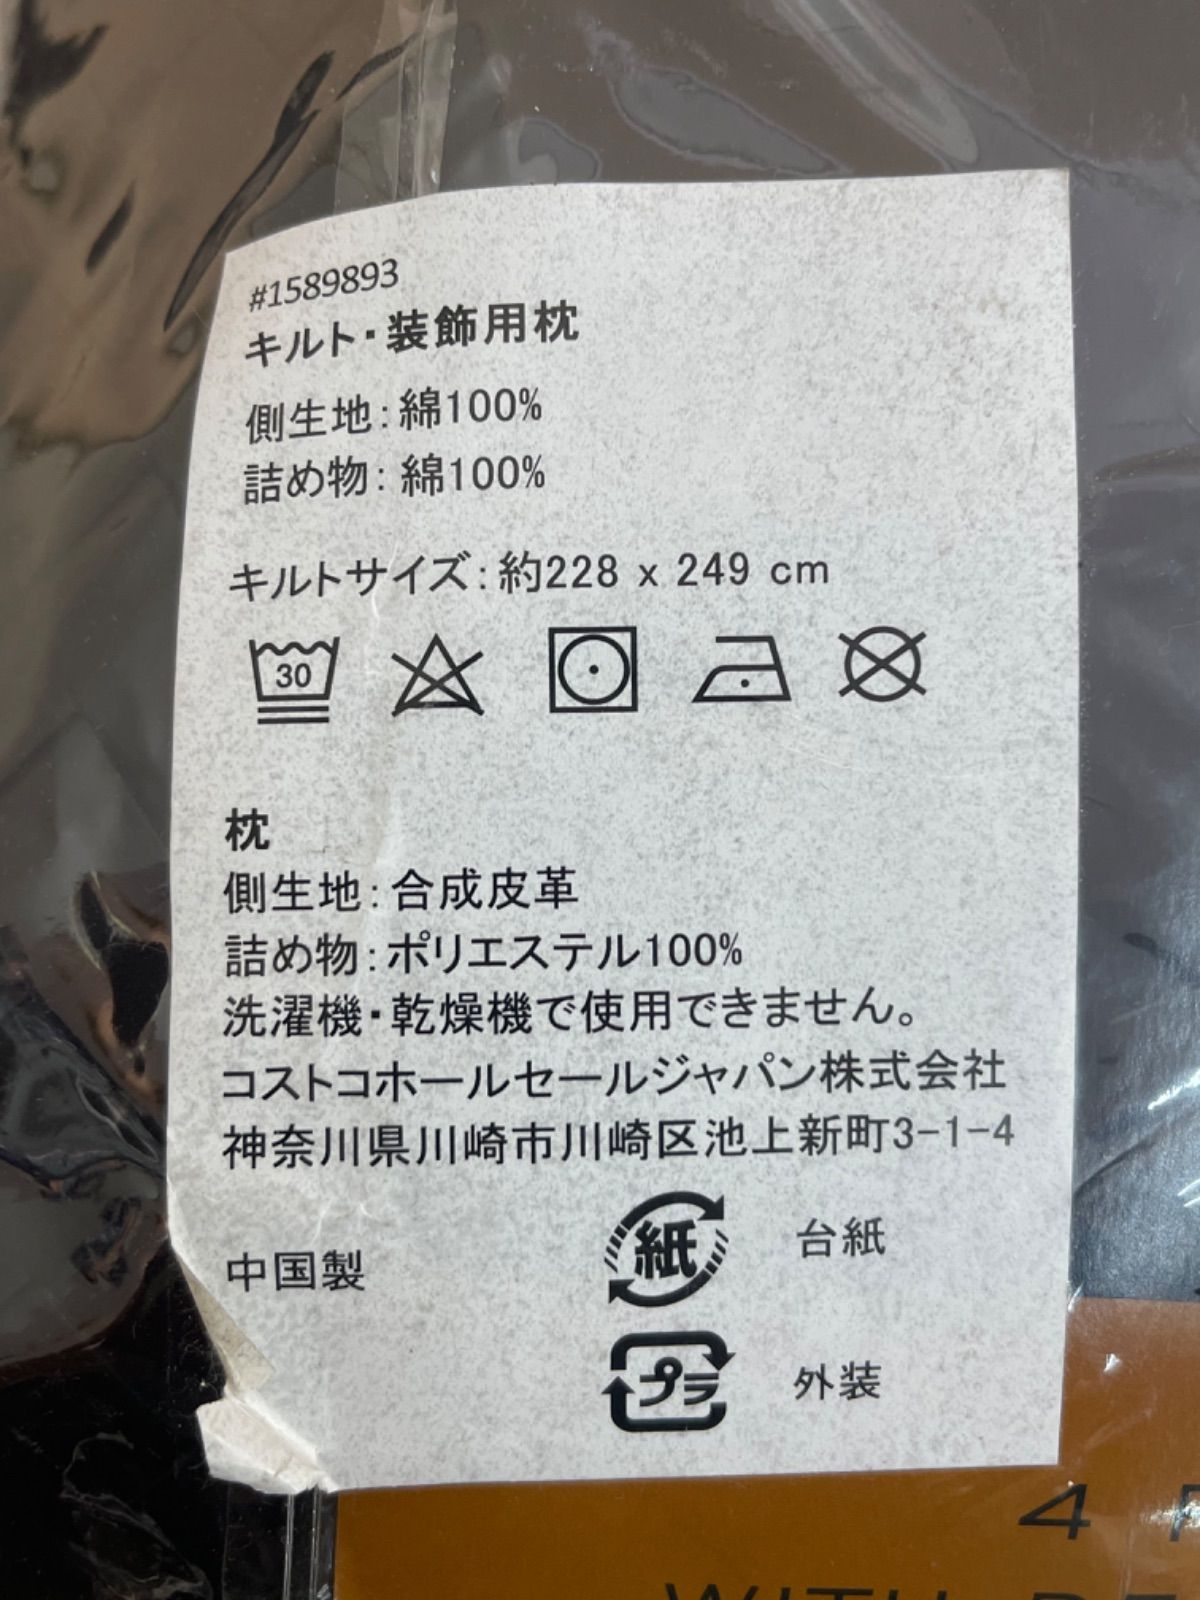 #1589893
キルト・装飾用枕
側生地:綿100%
詰め物:綿100%
キルトサイズ:約228 x 249 cm
30
枕
側生地:合成皮革
詰め物:ポリエステル100%
洗濯機・乾燥機で使用できません。
コストコホールセールジャパン株式会社
神奈川県川崎市川崎区池上新町3-1-4
中国製
紙 台紙
プラ 外装
4
WITH